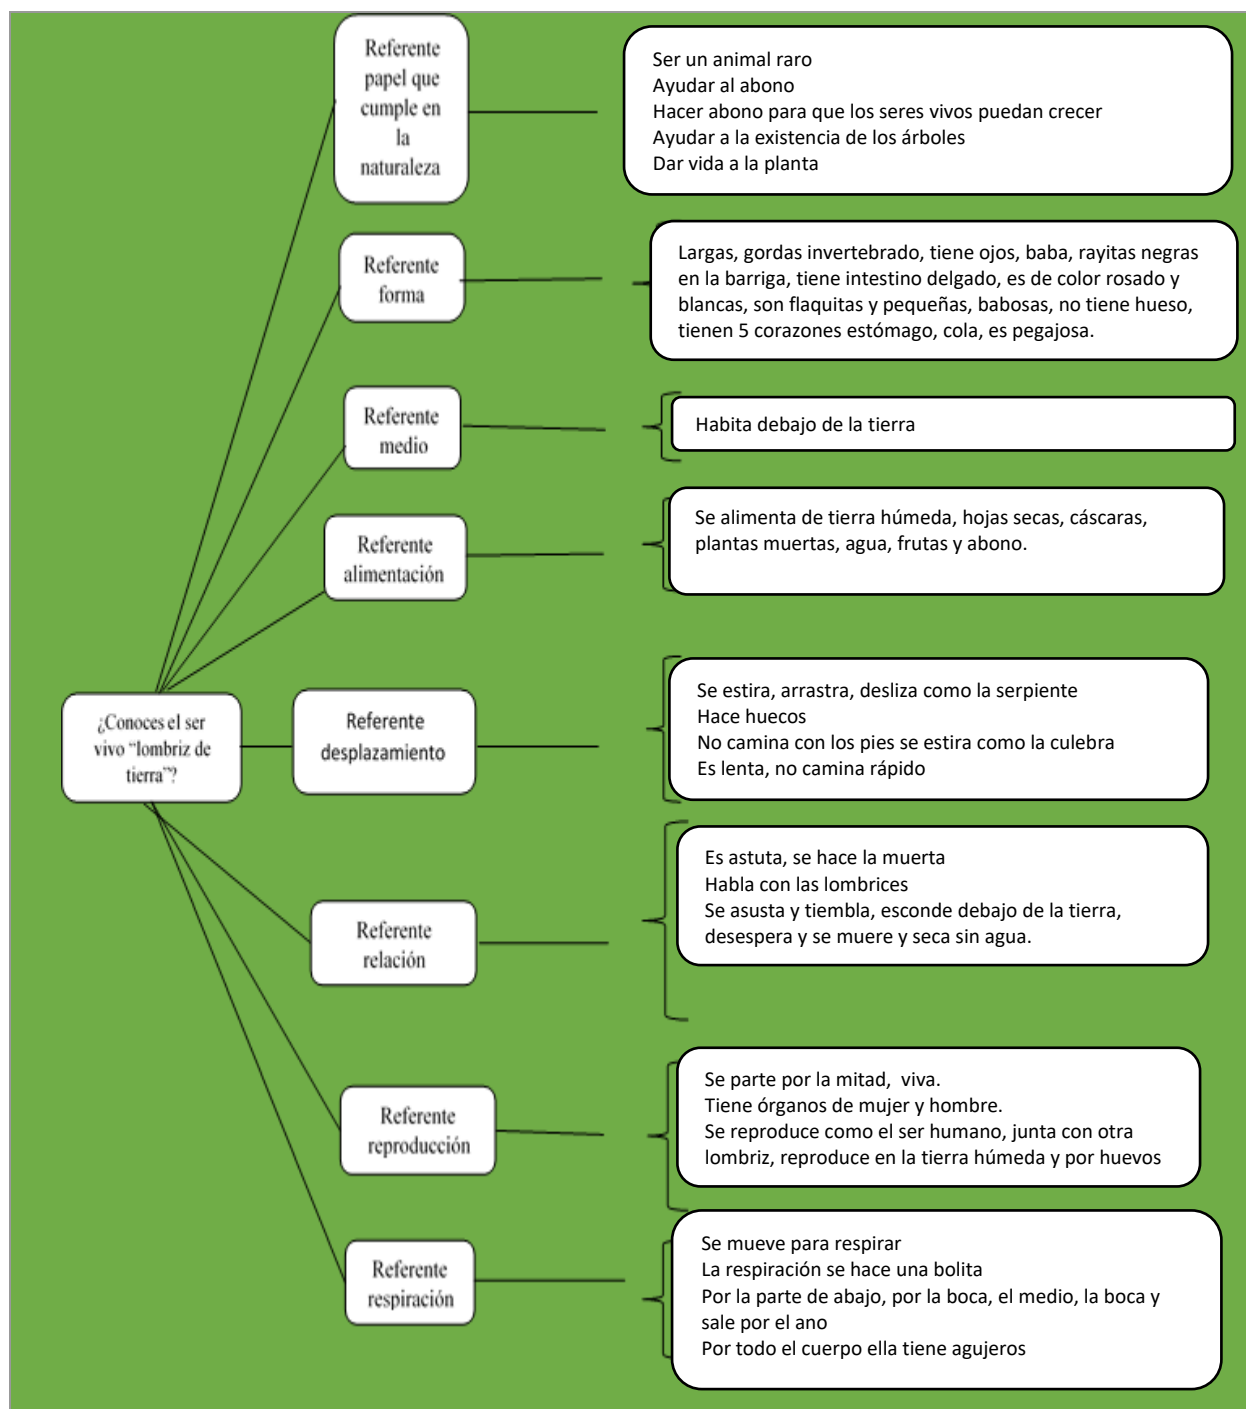 Referente
papel que
cumple en
la
naturaleza
Ser un animal raro
Ayudar al abono
Hacer abono para que los seres vivos puedan crecer
Ayudar a la existencia de los árboles
Dar vida a la planta
Referente
forma
Largas, gordas invertebrado, tiene ojos, baba, rayitas negras
en la barriga, tiene intestino delgado, es de color rosado y
blancas, son flaquitas y pequeñas, babosas, no tiene hueso,
tienen 5 corazones estómago, cola, es pegajosa.
Referente
medio
Habita debajo de la tierra
Referente
alimentación
Se alimenta de tierra húmeda, hojas secas, cáscaras,
plantas muertas, agua, frutas y abono.
¿Conoces el ser
vivo “lombriz de
tierra”?
Referente
desplazamiento
Se estira, arrastra, desliza como la serpiente
Hace huecos
No camina con los pies se estira como la culebra
Es lenta, no camina rápido
Referente
relación
Es astuta, se hace la muerta
Habla con las lombrices
Se asusta y tiembla, esconde debajo de la tierra,
desespera y se muere y seca sin agua.
Referente
reproducción
Se parte por la mitad, viva.
Tiene órganos de mujer y hombre.
Se reproduce como el ser humano, junta con otra
lombriz, reproduce en la tierra húmeda y por huevos
Referente
respiración
Se mueve para respirar
La respiración se hace una bolita
Por la parte de abajo, por la boca, el medio, la boca y
sale por el ano
Por todo el cuerpo ella tiene agujeros